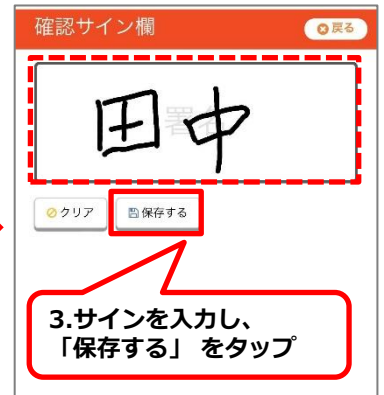 確認サイン欄
戻る
署名
田中
クリア
保存する
3.サインを入力し、
「保存する」 をタップ